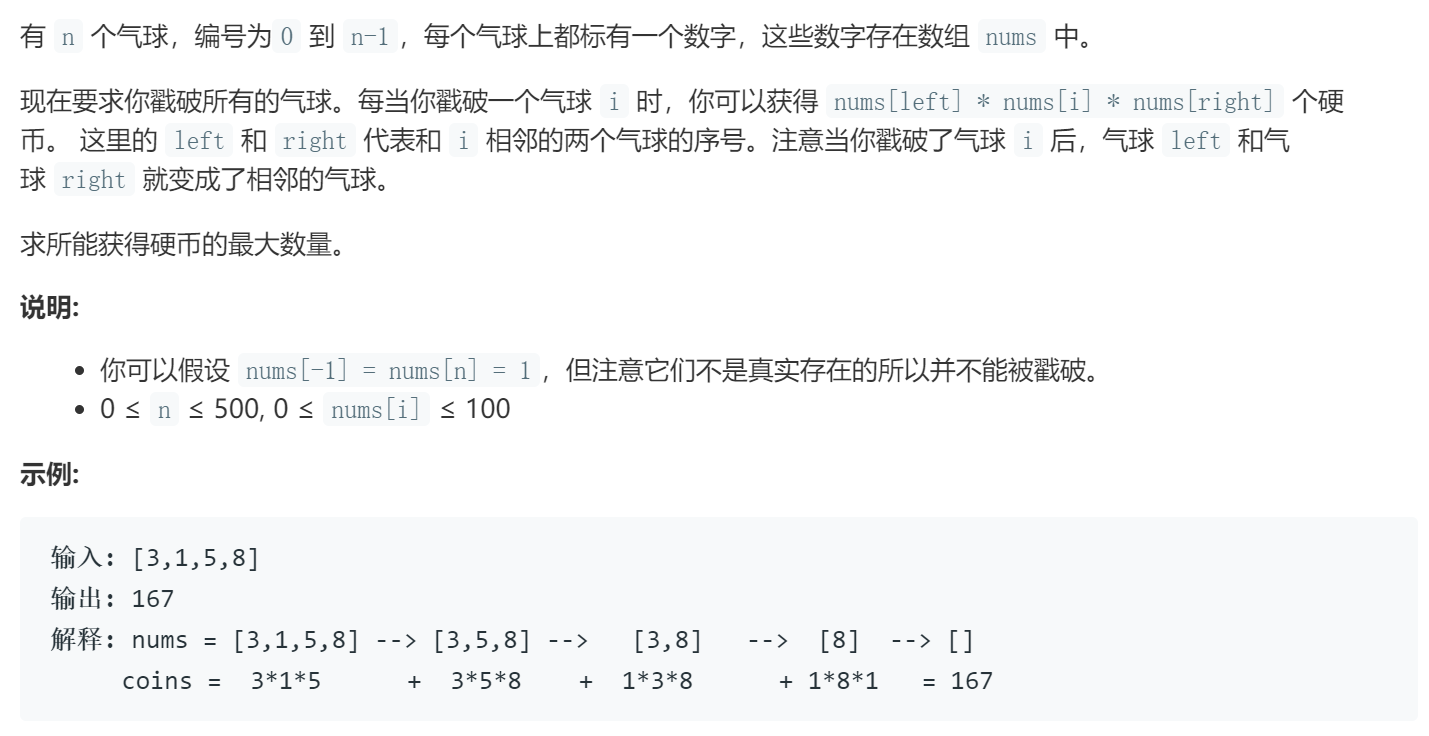 有 n 个气球，编号为 0 到 n-1，每个气球上都标有一个数字，这些数字存在数组 nums 中。
现在要求你戳破所有的气球。每当你戳破一个气球 i 时，你可以获得 nums[left] * nums[i] * nums[right] 个硬
币。 这里的 left 和 right 代表和 i 相邻的两个气球的序号。注意当你戳破了气球 i 后，气球 left 和气
球 right 就变成了相邻的气球。
求所能获得硬币的最大数量。
说明:
• 你可以假设 nums[-1] = nums[n] = 1，但注意它们不是真实存在的所以并不能被戳破。
• 0 ≤ n ≤ 500, 0 ≤ nums[i] ≤ 100
示例:
输入: [3,1,5,8]
输出: 167
解释: nums = [3,1,5,8] --> [3,5,8] --> [3,8] --> [8] --> []
coins = 3*1*5 + 3*5*8 + 1*3*8 + 1*8*1 = 167